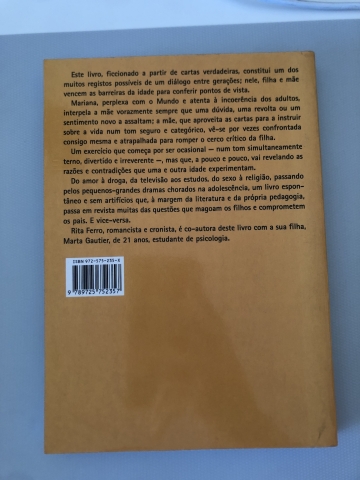 Este livro, ficcionado a partir de cartas verdadeiras, constitui um dos
muitos registos possíveis de um diálogo entre gerações; nele, filha e mãe
vencem as barreiras da idade para conferir pontos de vista.
Mariana, perplexa com o Mundo e atenta à incoerência dos adultos,
interpela a mãe vorazmente sempre que uma dúvida, uma revolta ou um
sentimento novo a assaltam; a mãe, que aproveita as cartas para a instruir
sobre a vida num tom seguro e categórico, vê-se por vezes confrontada
consigo mesma e atrapalhada para romper o cerco crítico da filha.
Um exercício que começa por ser ocasional — num tom simultaneamente
terno, divertido e irreverente —, mas que, a pouco e pouco, vai revelando as
razões e contradições que uma e outra idade experimentam.
Do amor à droga, da televisão aos estudos, do sexo à religião, passando
pelos pequenos-grandes dramas chorados na adolescência, um livro espon-
tâneo e sem artifícios que, à margem da literatura e da própria pedagogia,
passa em revista muitas das questões que magoam os filhos e comprometem
os pais. E vice-versa.
Rita Ferro, romancista e cronista, é co-autora deste livro com a sua filha,
Marta Gautier, de 21 anos, estudante de psicologia.
ISBN 972-575-235-X
9 789725 752357